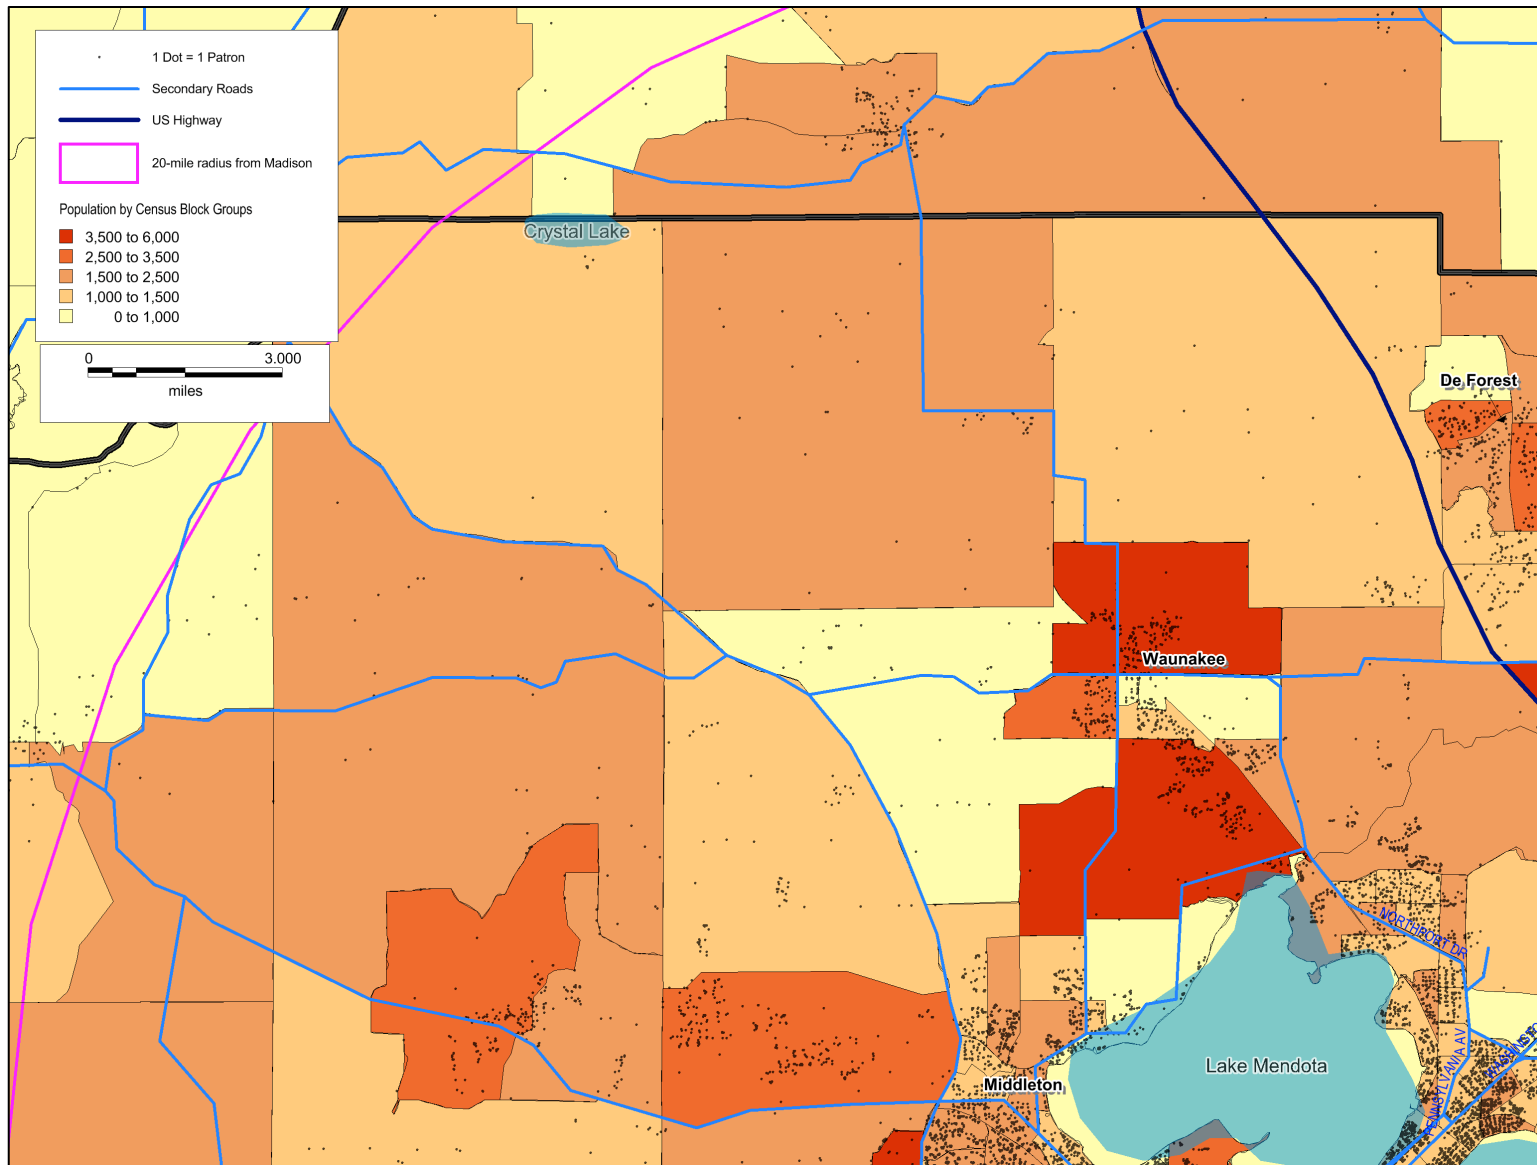 1 Dot = 1 Patron
Secondary Roads
US Highway
20-mile radius from Madison
Population by Census Block Groups
3,500 to 6,000
2,500 to 3,500
1,500 to 2,500
1,000 to 1,500
0 to 1,000
0 3.000
miles
Crystal Lake
De Forest
Waunakee
NORTHPORT DR
Lake Mendota
Middleton
PENNSYLVANIA AV